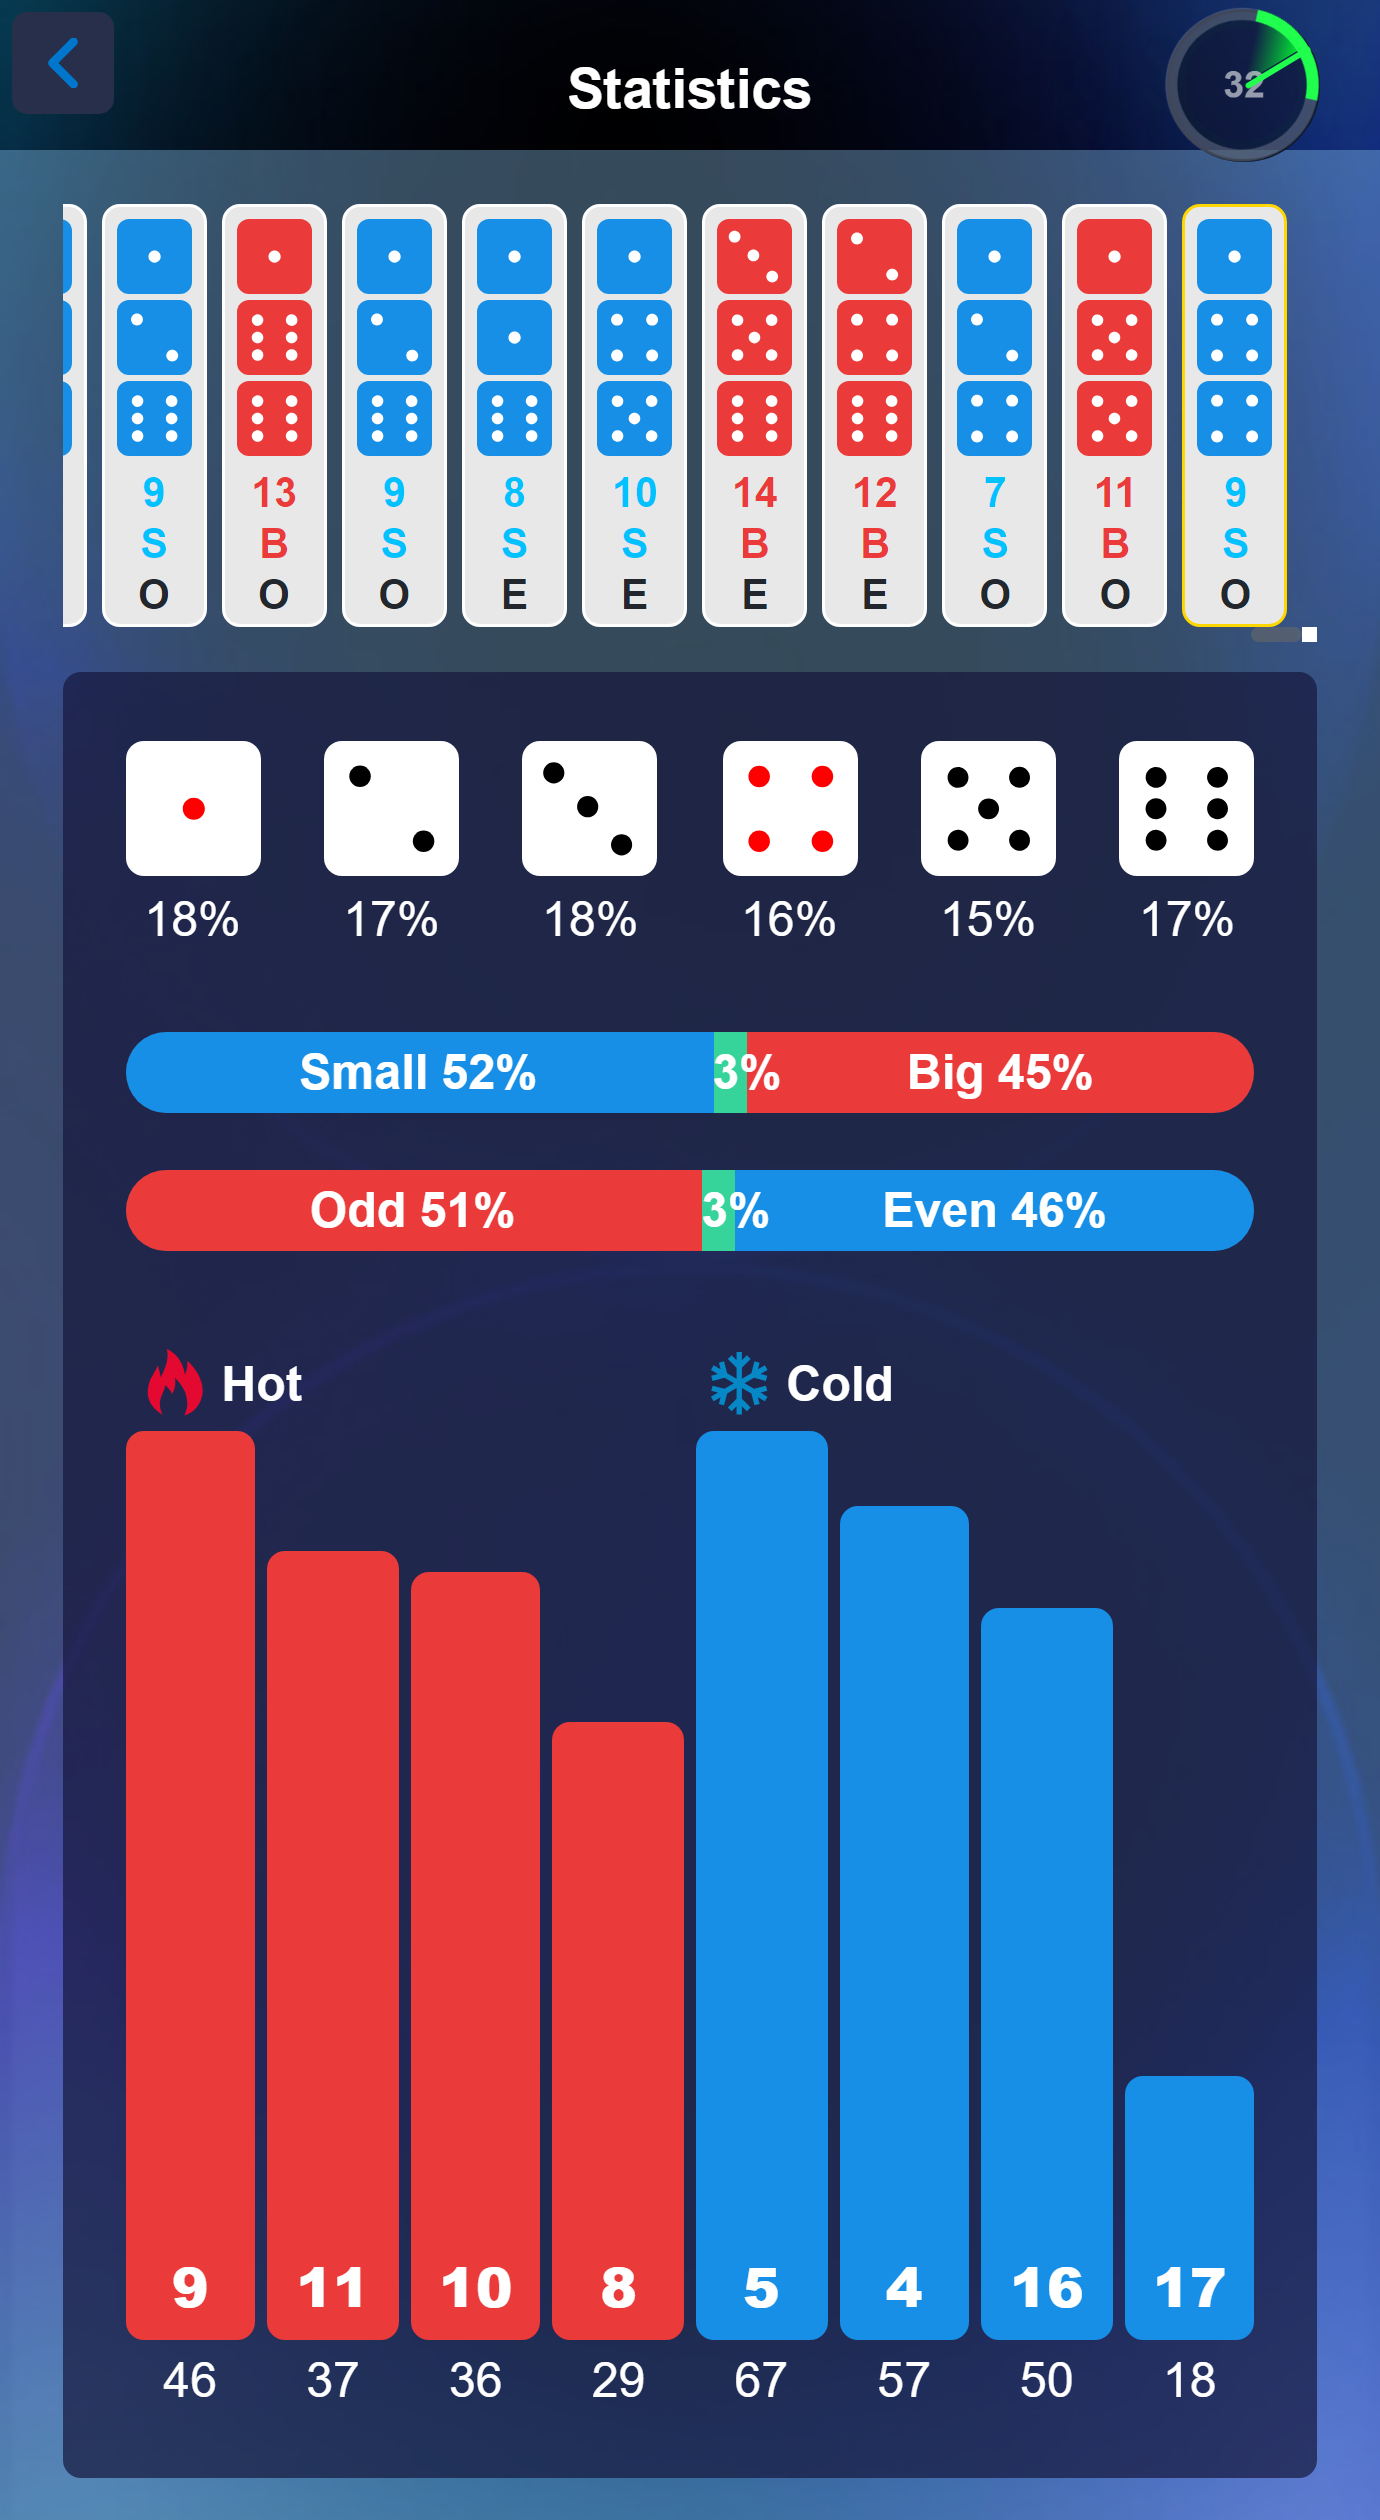 Statistics
32
9 13 9 8 10 14 12 7 11 9
S B S S S B B S B S
O O O E E E E O O O
18% 17% 18% 16% 15% 17%
Small 52% 3% Big 45%
Odd 51% 3% Even 46%
Hot Cold
9 11 10 8 5 4 16 17
46 37 36 29 67 57 50 18